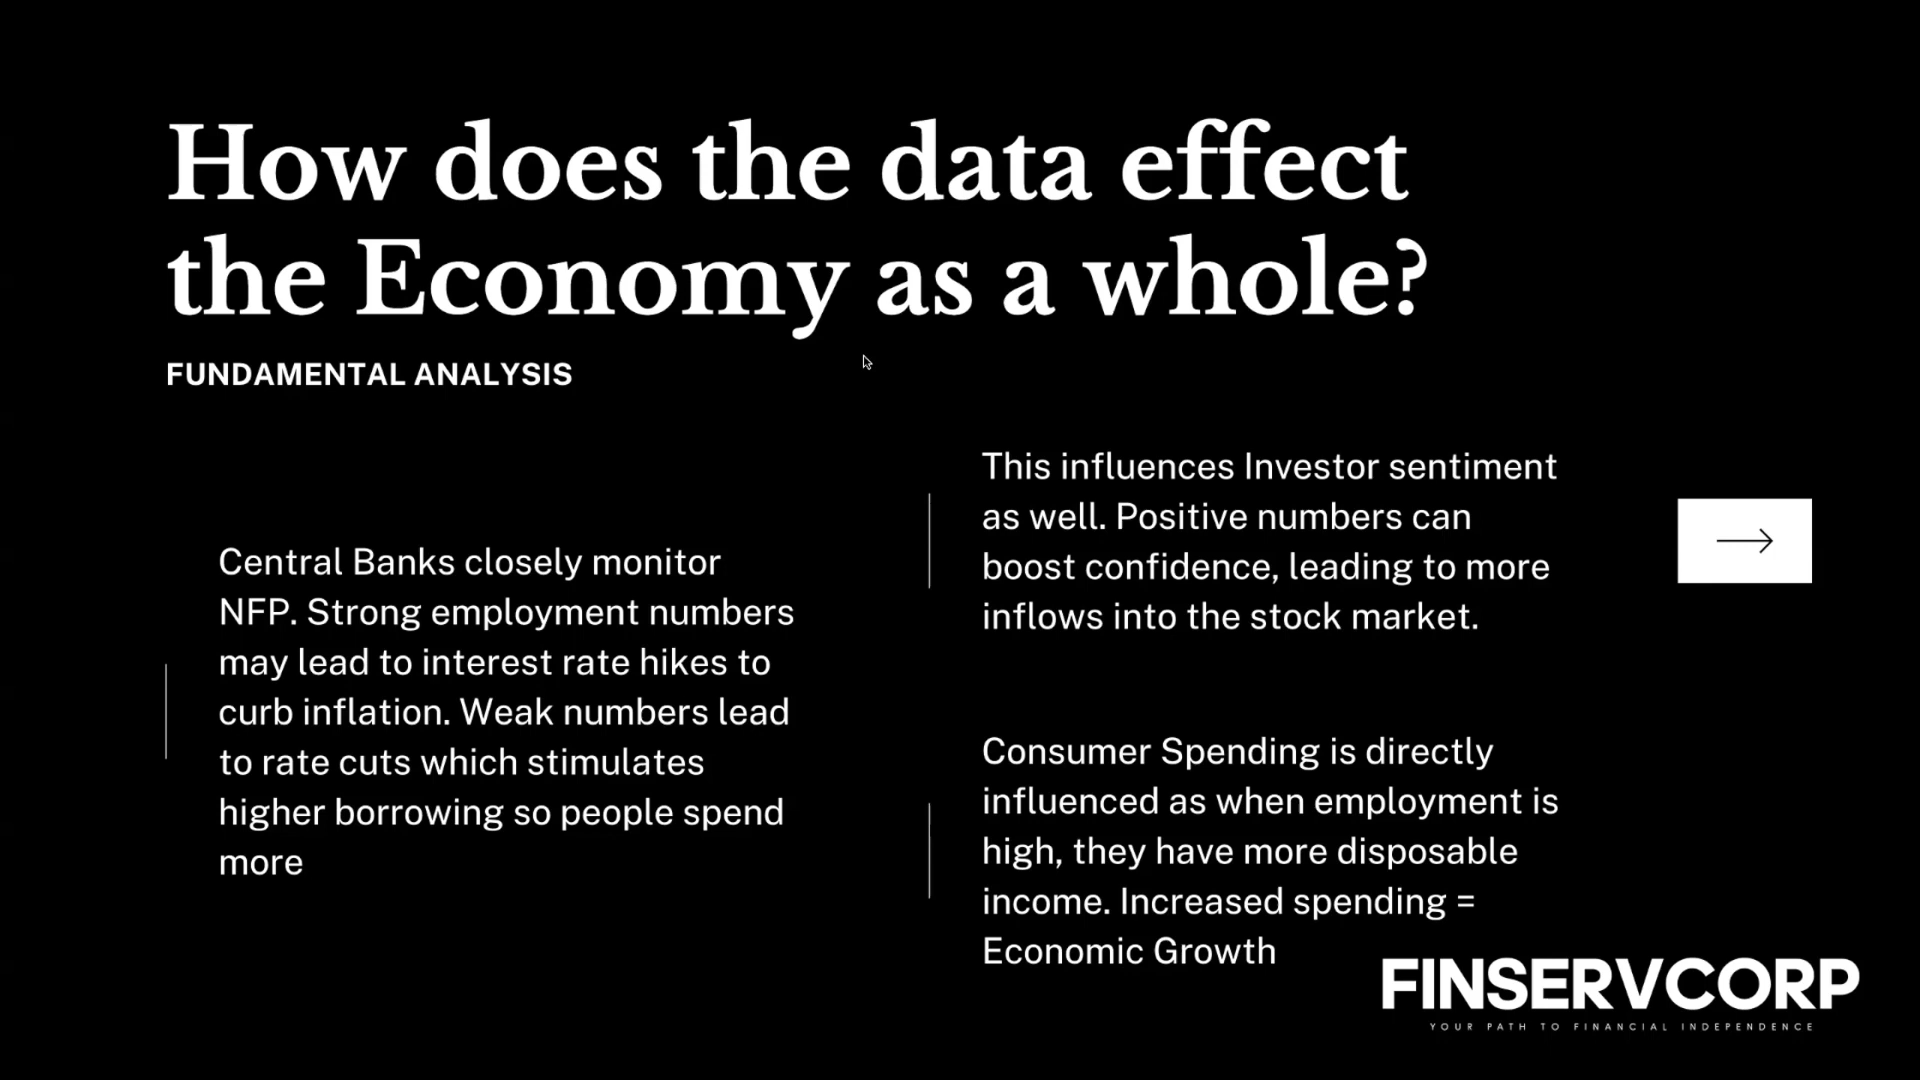 How does the data effect
the Economy as a whole?
FUNDAMENTAL ANALYSIS
Central Banks closely monitor
NFP. Strong employment numbers
may lead to interest rate hikes to
curb inflation. Weak numbers lead
to rate cuts which stimulates
higher borrowing so people spend
more
This influences Investor sentiment
as well. Positive numbers can
boost confidence, leading to more
inflows into the stock market.
Consumer Spending is directly
influenced as when employment is
high, they have more disposable
income. Increased spending =
Economic Growth
FINSERVCORP
YOUR PATH TO FINANCIAL INDEPENDENCE